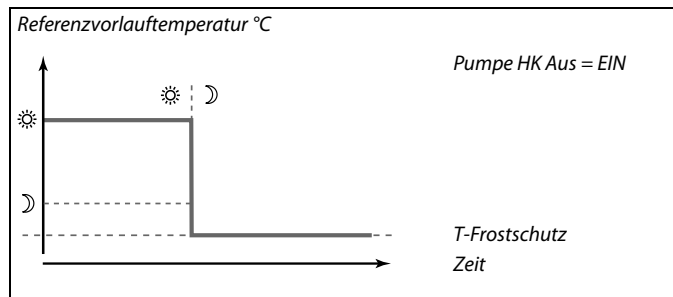 Referenzvorlauftemperatur °C
Pumpe HK Aus = EIN
T-Frostschutz
Zeit